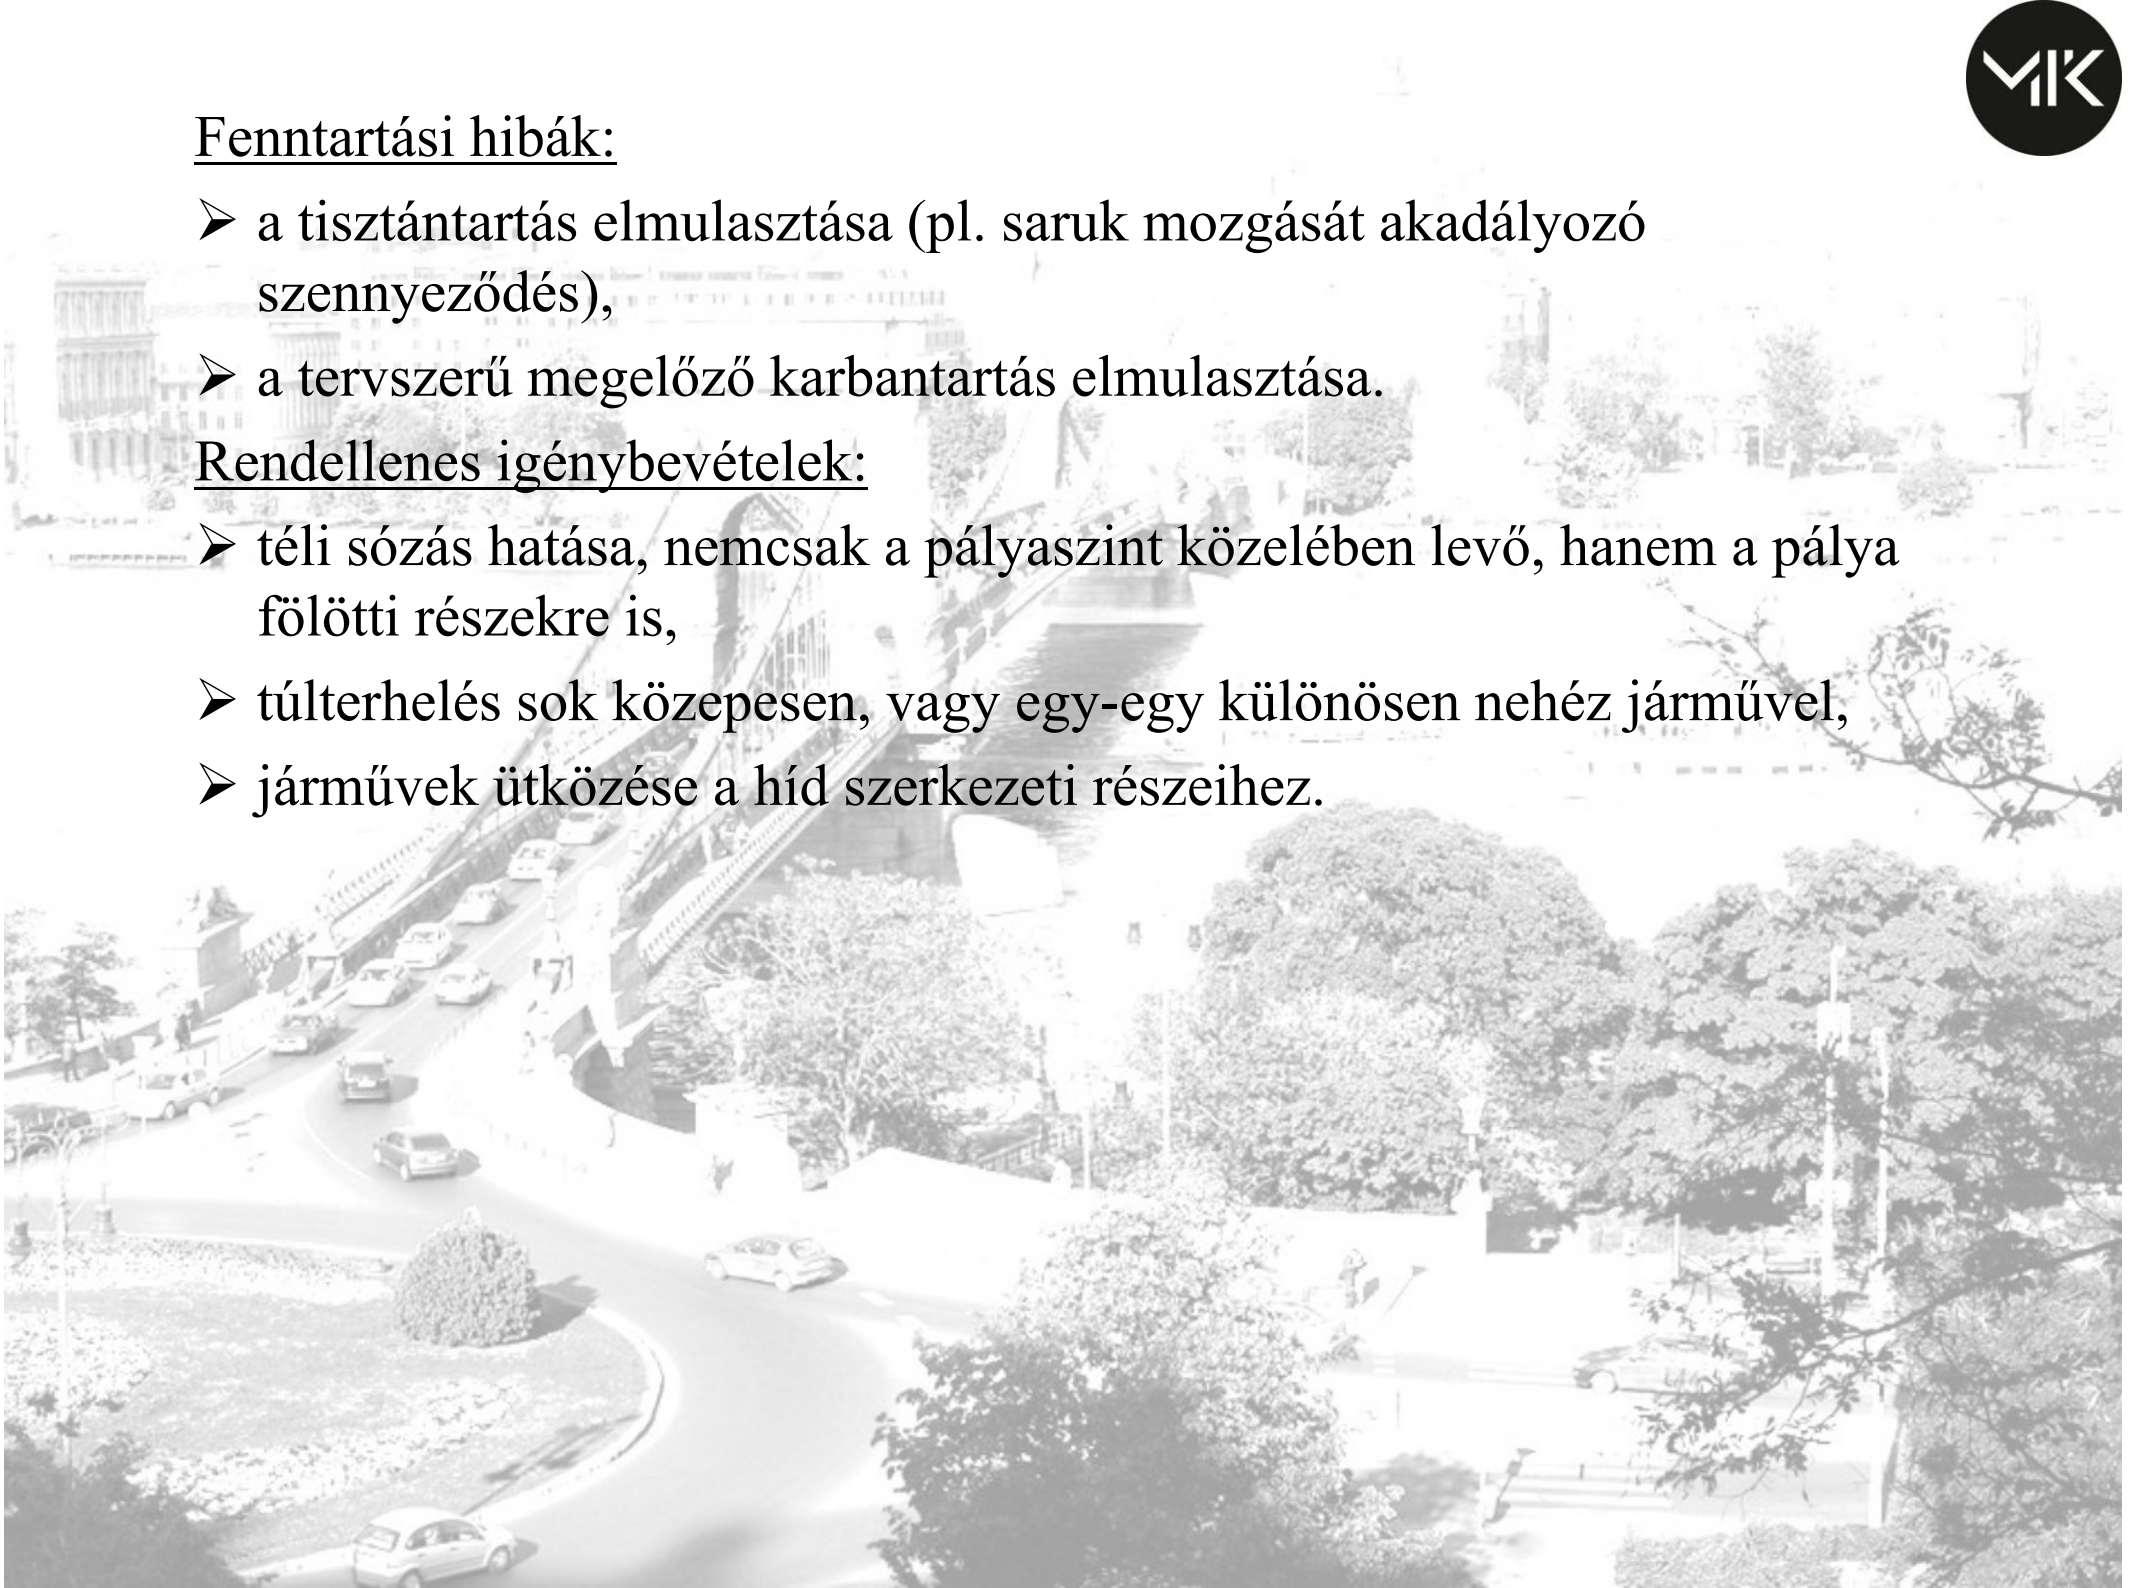 MK
Fenntartási hibák:
➢ a tisztántartás elmulasztása (pl. saruk mozgását akadályozó
szennyeződés),
➢ a tervszerű megelőző karbantartás elmulasztása.
Rendellenes igénybevételek:
➢ téli sózás hatása, nemcsak a pályaszint közelében levő, hanem a pálya
fölötti részekre is,
➢ túlterhelés sok közepesen, vagy egy-egy különösen nehéz járművel,
➢ járművek ütközése a híd szerkezeti részeihez.